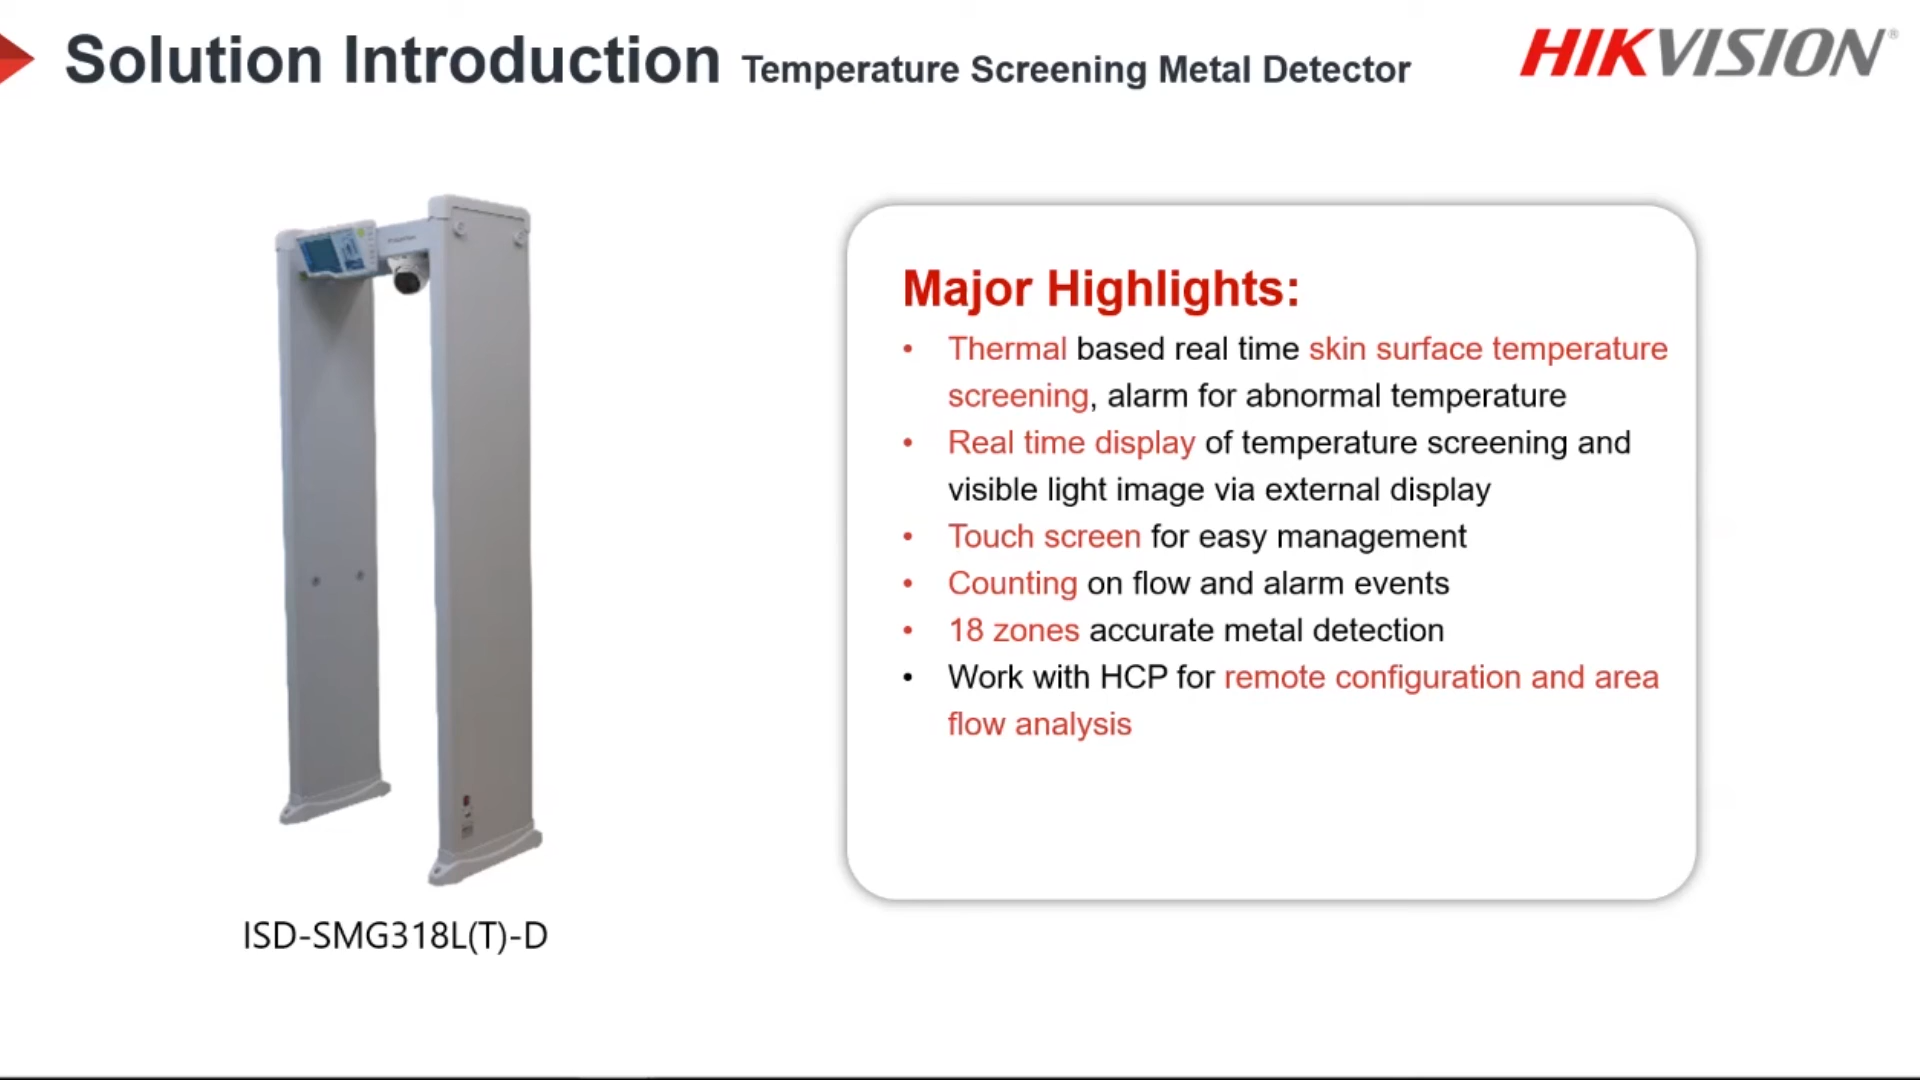 Solution Introduction Temperature Screening Metal Detector
HIKVISION®
Major Highlights:
• Thermal based real time skin surface temperature
screening, alarm for abnormal temperature
• Real time display of temperature screening and
visible light image via external display
• Touch screen for easy management
• Counting on flow and alarm events
• 18 zones accurate metal detection
• Work with HCP for remote configuration and area
flow analysis
ISD-SMG318L(T)-D